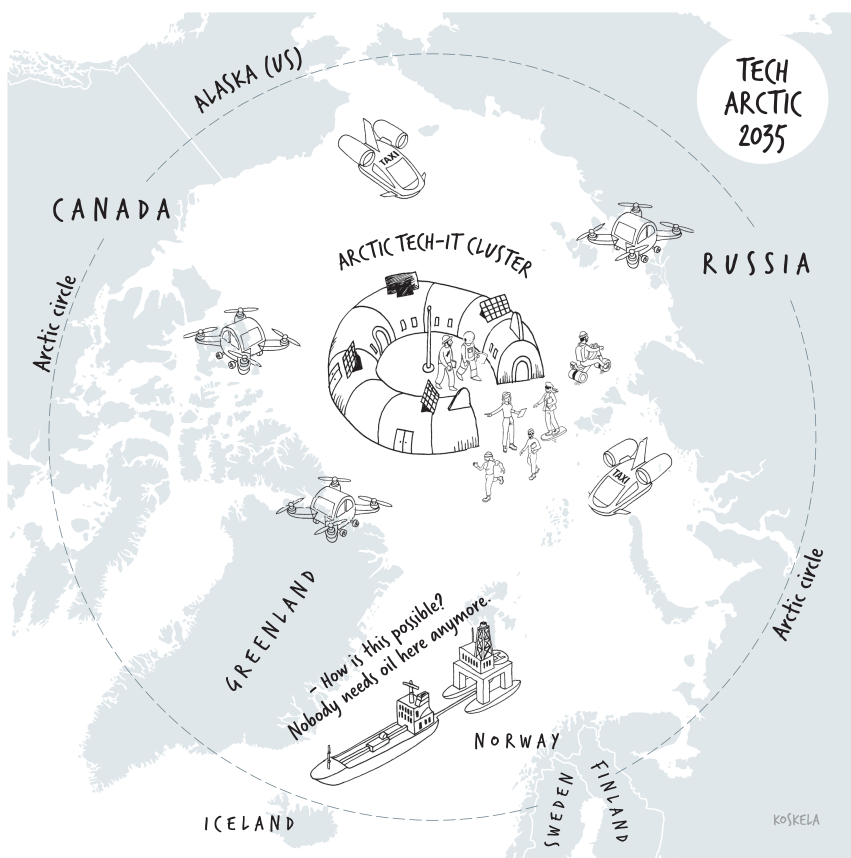 ALASKA (US)
TECH
ARCTIC
2035
TAXI
CANADA
RUSSIA
ARCTIC TECH-IT CLUSTER
Arctic circle
TAXI
GREENLAND
Arctic circle
- How is this possible?
Nobody needs oil here anymore.
NORWAY
SWEDEN
FINLAND
ICELAND
KOSKELA